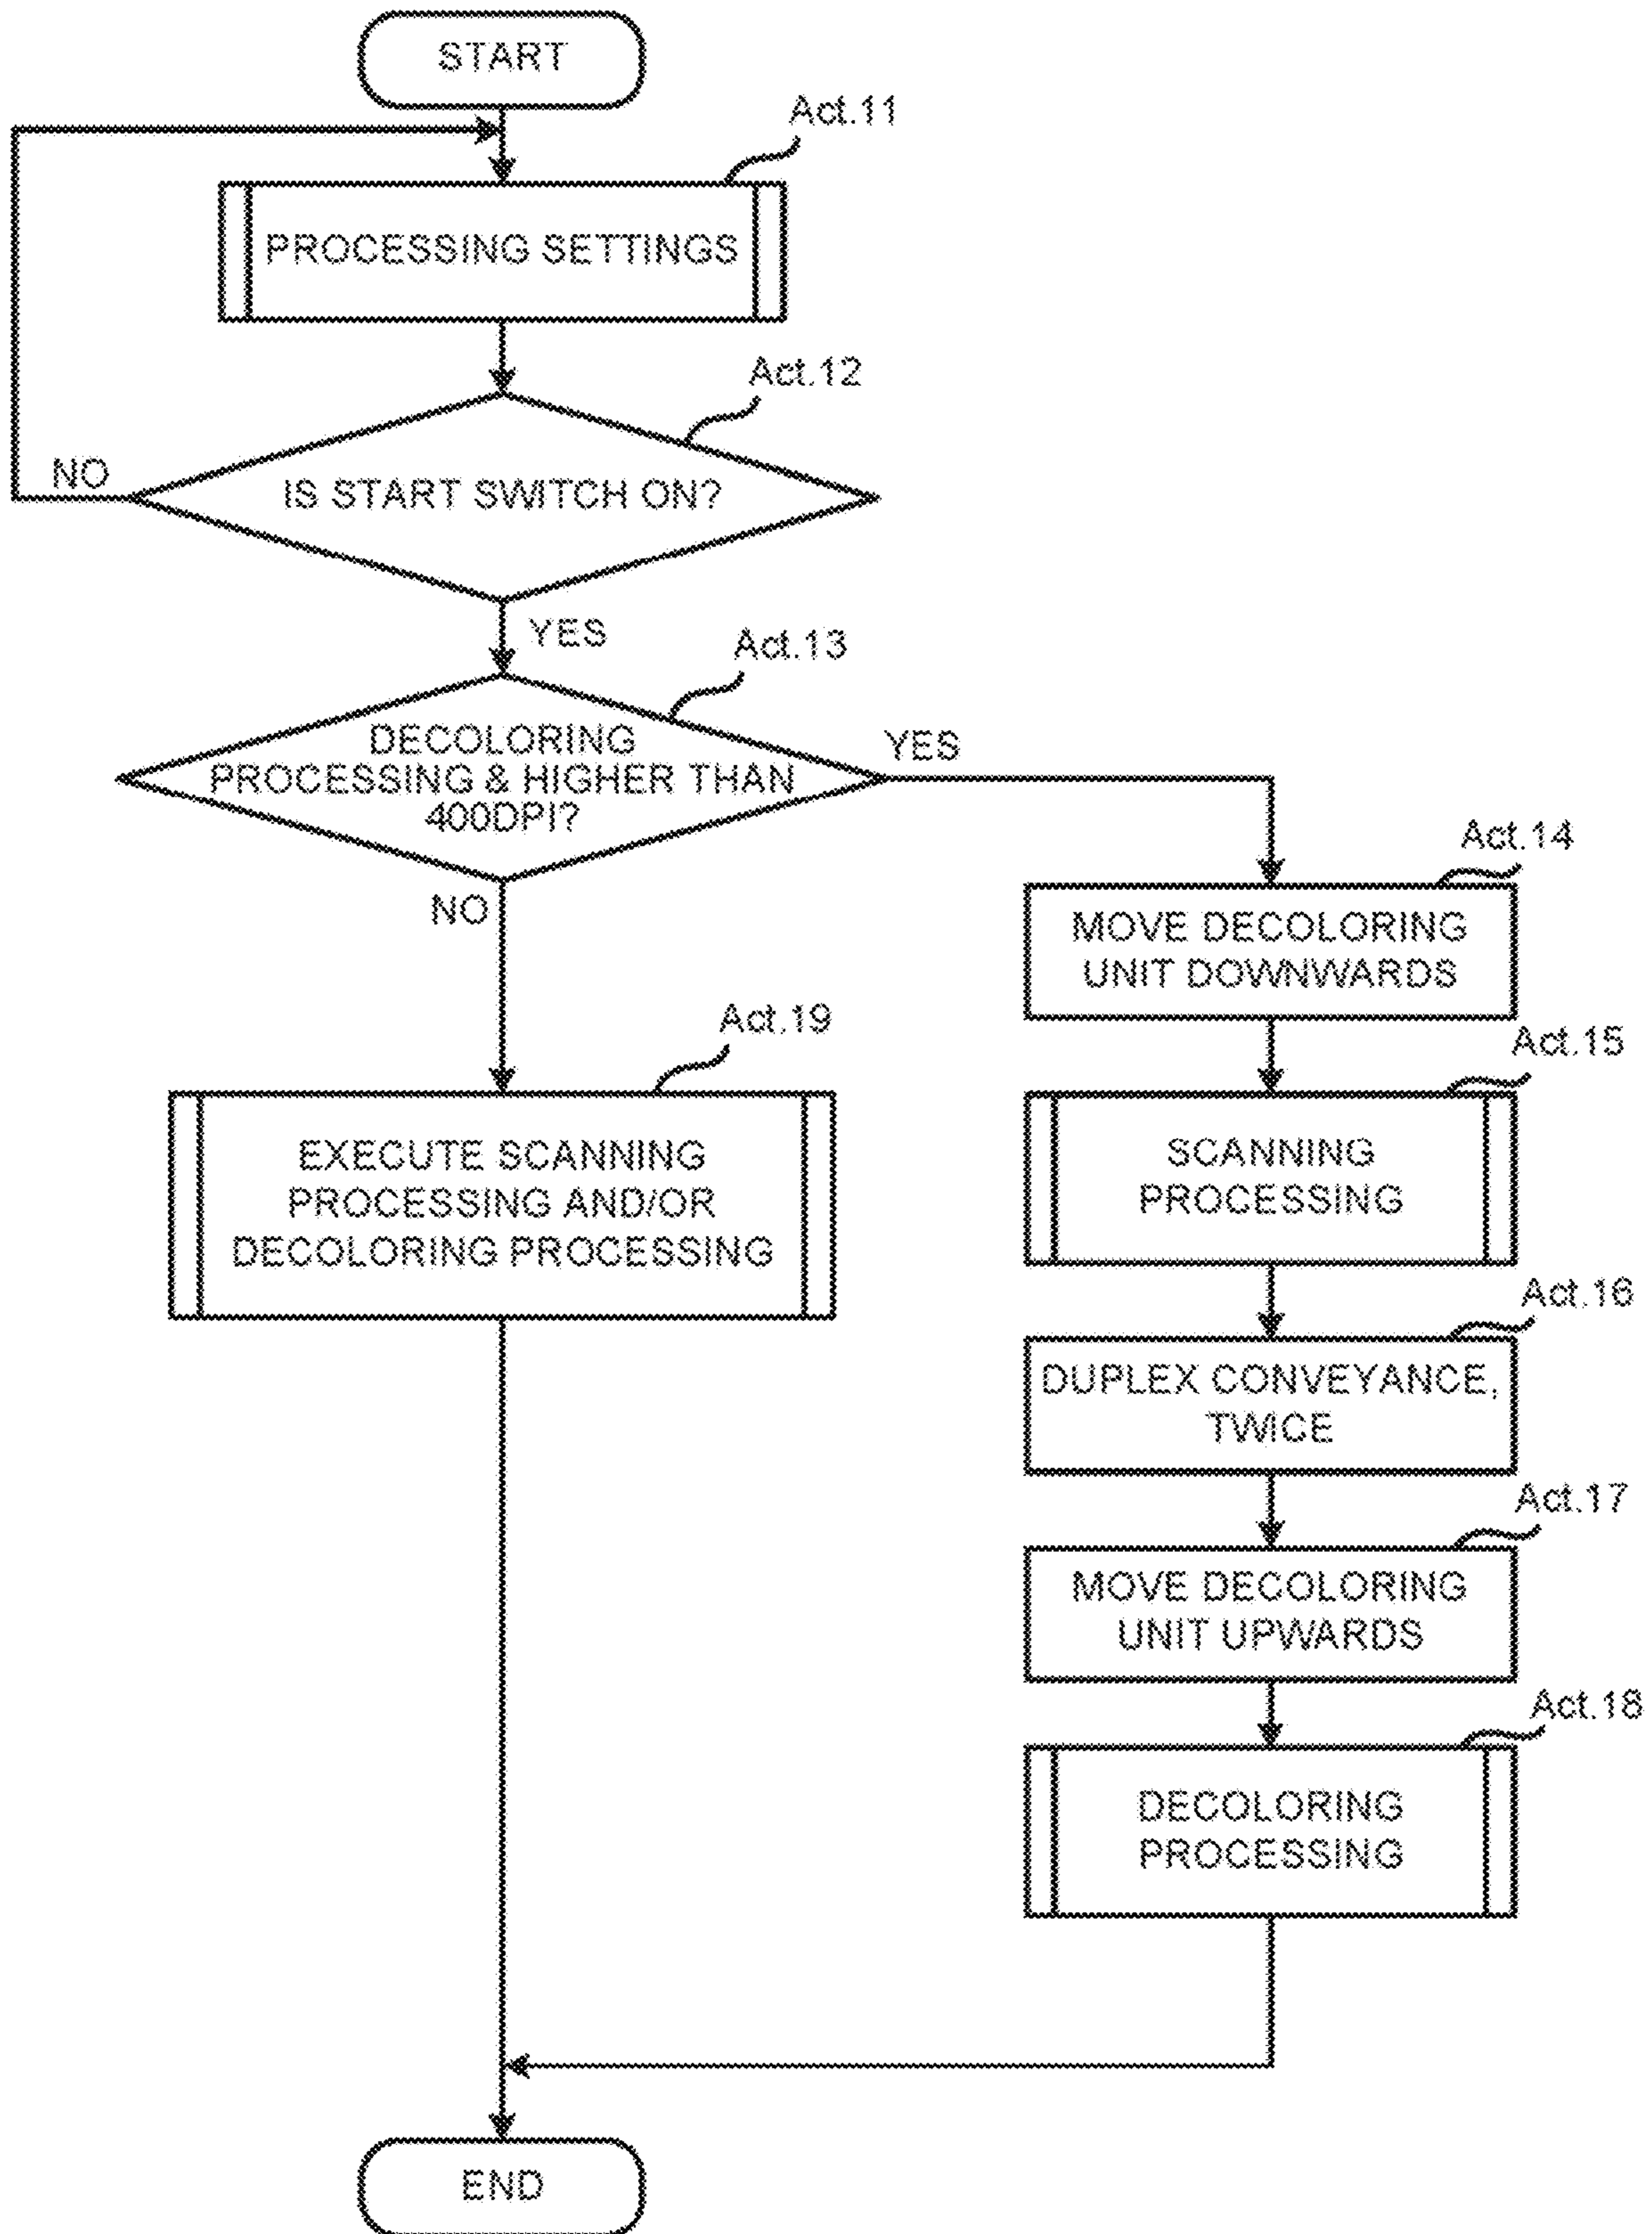 START
Act.11
PROCESSING SETTINGS
Act.12
IS START SWITCH ON?
NO
YES
Act.13
DECOLORING
PROCESSING & HIGHER THAN
400DPI?
YES
NO
Act.14
MOVE DECOLORING
UNIT DOWNWARDS
Act.15
SCANNING
PROCESSING
Act.16
DUPLEX CONVEYANCE,
TWICE
Act.17
MOVE DECOLORING
UNIT UPWARDS
Act.18
DECOLORING
PROCESSING
Act.19
EXECUTE SCANNING
PROCESSING AND/OR
DECOLORING PROCESSING
END